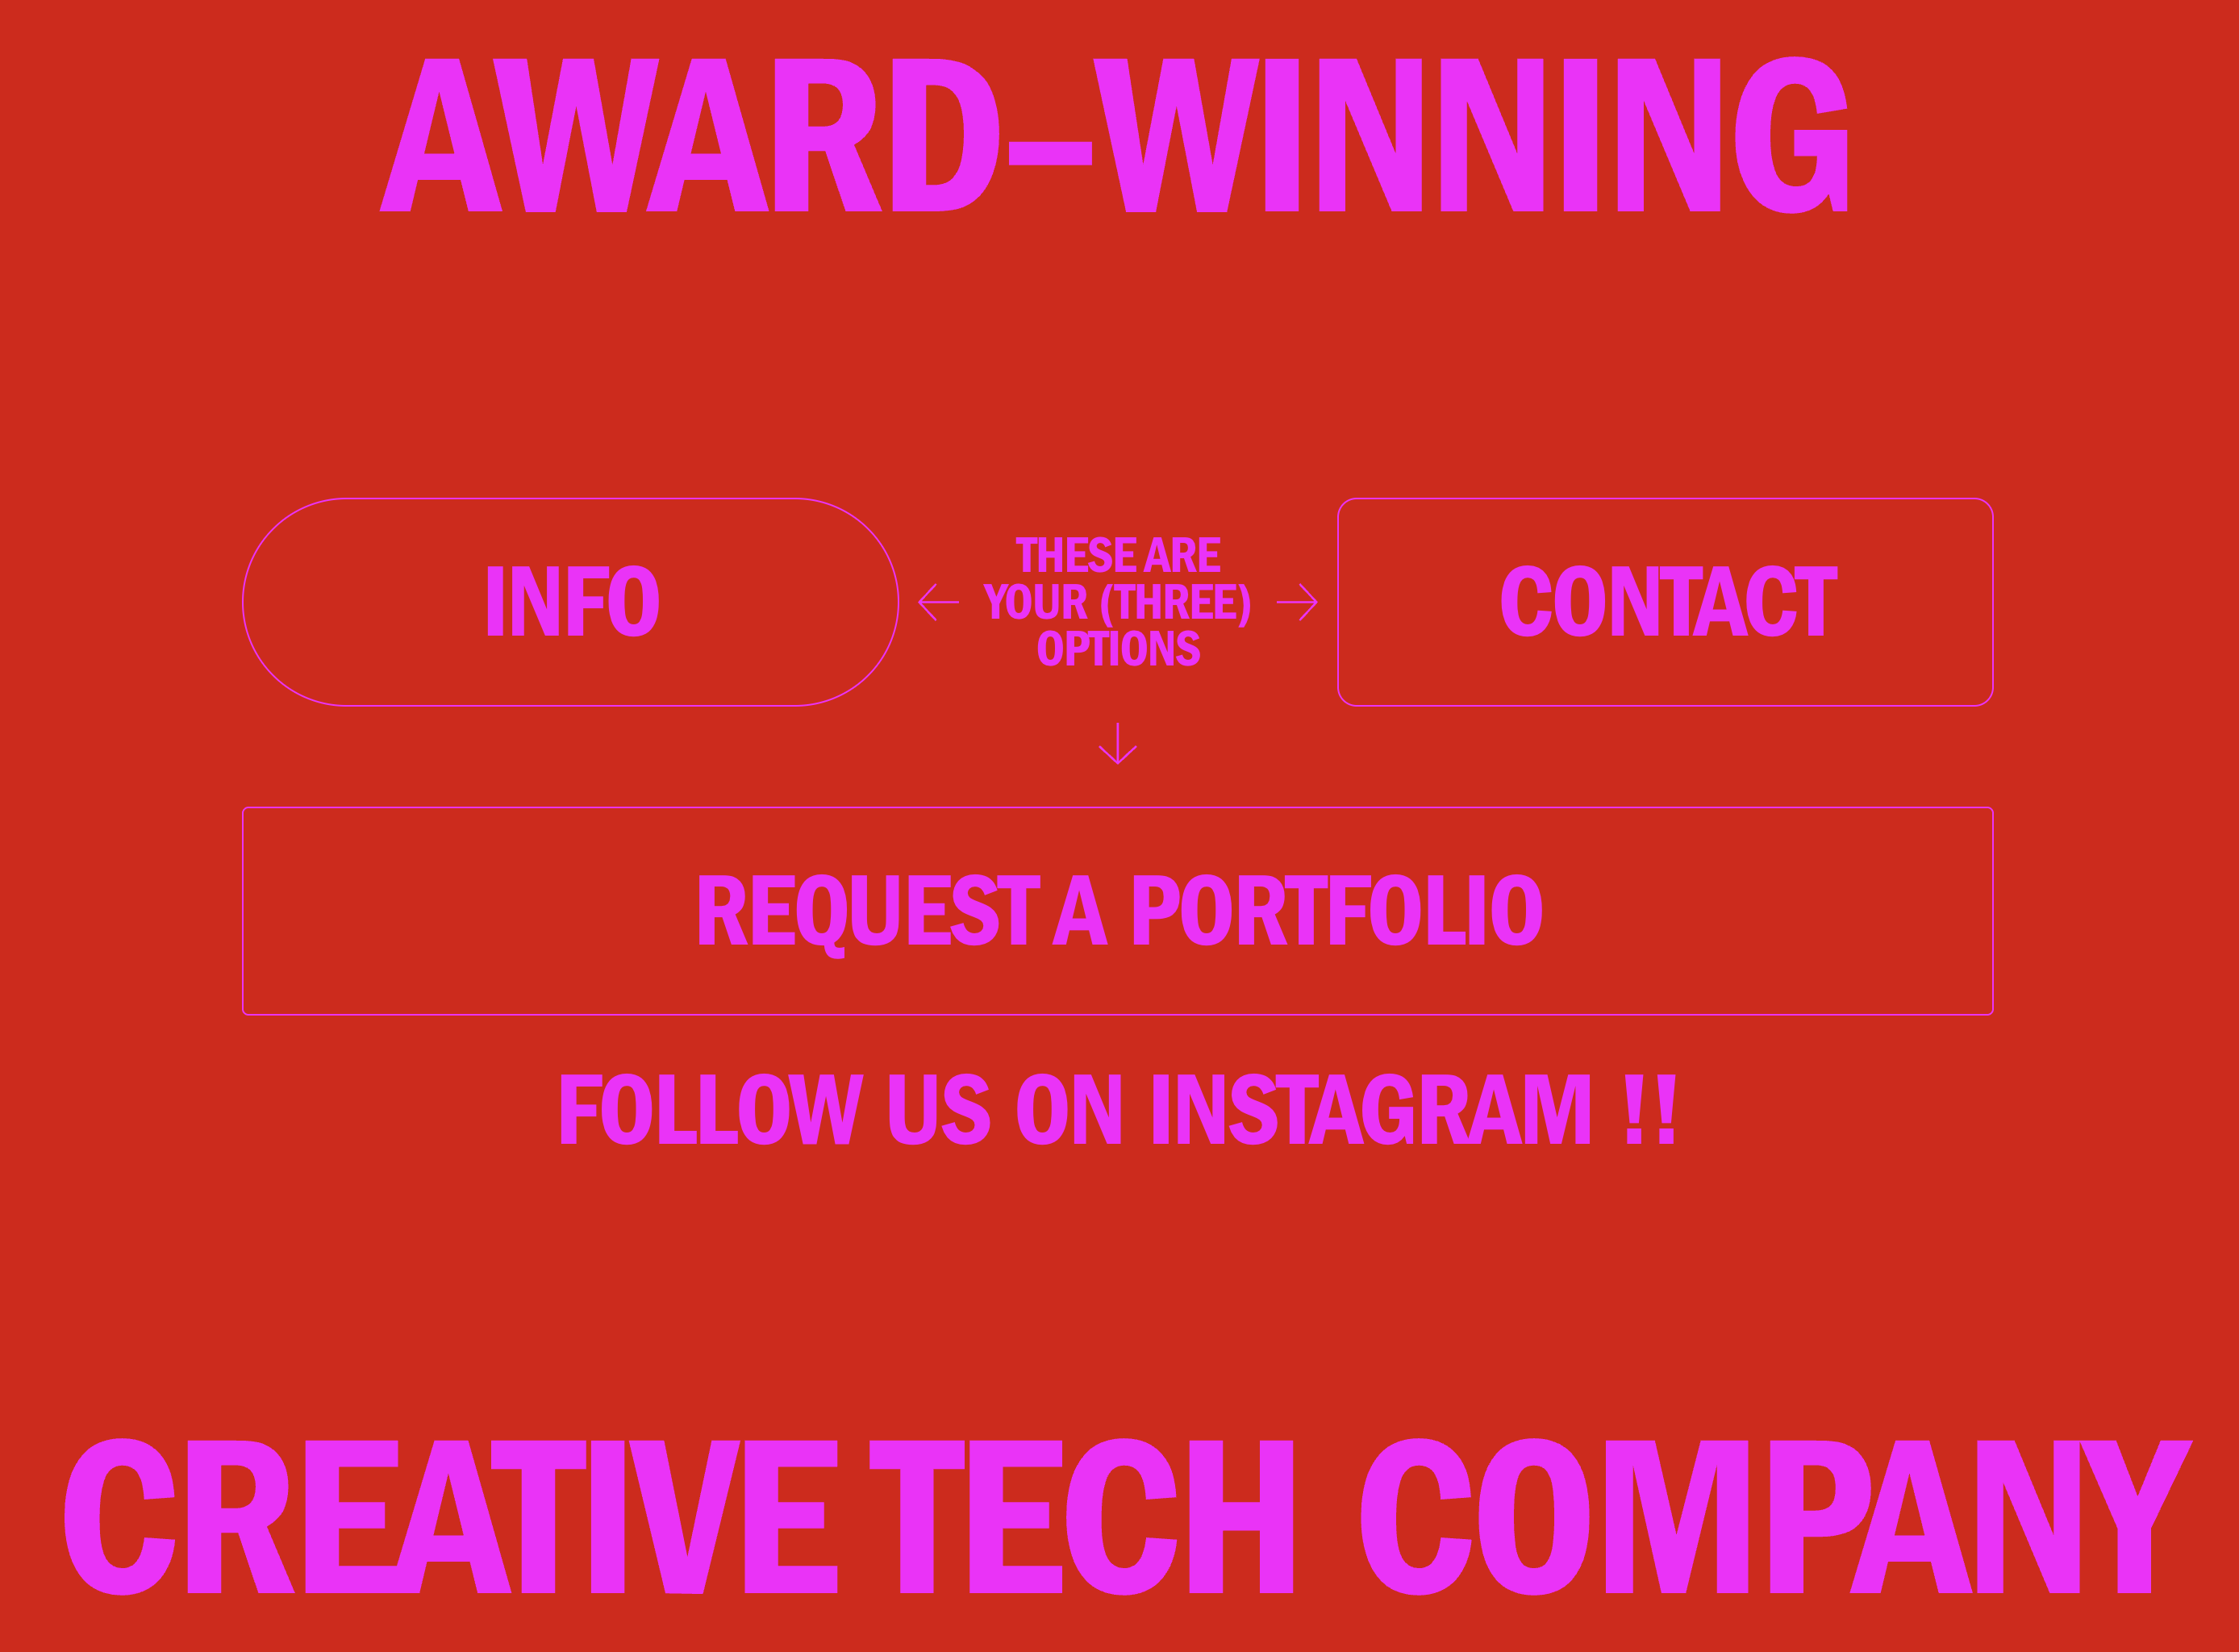 AWARD–WINNING
INFO
THESE ARE
YOUR (THREE)
OPTIONS
CONTACT
REQUEST A PORTFOLIO
FOLLOW US ON INSTAGRAM !!
CREATIVE TECH COMPANY